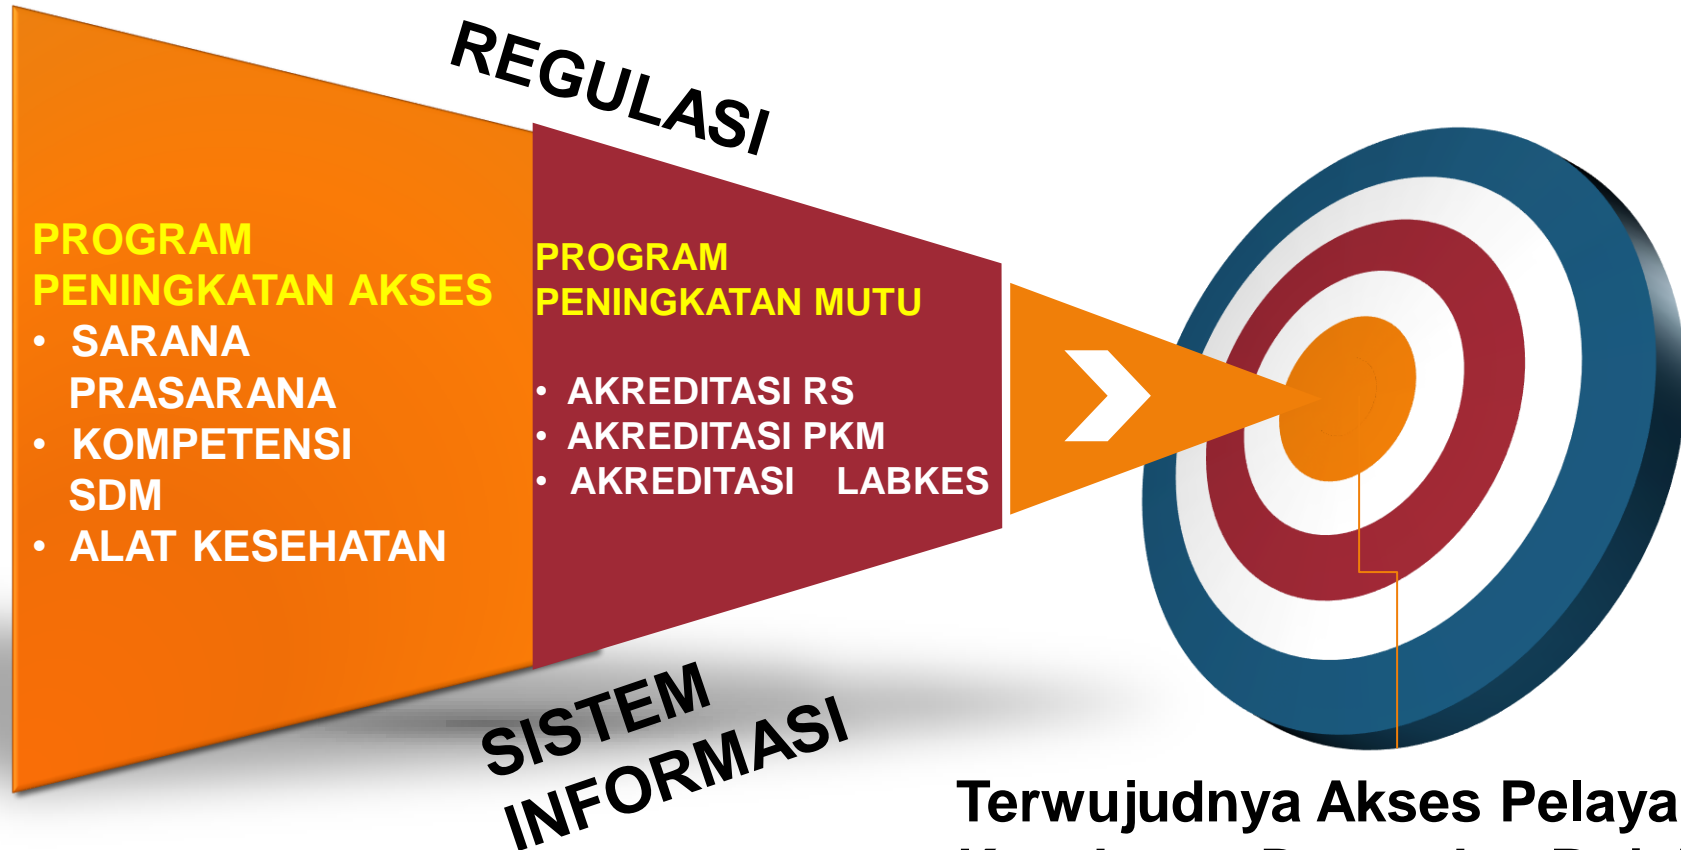 REGULASI
PROGRAM
PENINGKATAN AKSES
• SARANA
PRASARANA
• KOMPETENSI
SDM
• ALAT KESEHATAN
PROGRAM
PENINGKATAN MUTU
• AKREDITASI RS
• AKREDITASI PKM
• AKREDITASI LABKES
SISTEM
INFORMASI
Terwujudnya Akses Pelaya